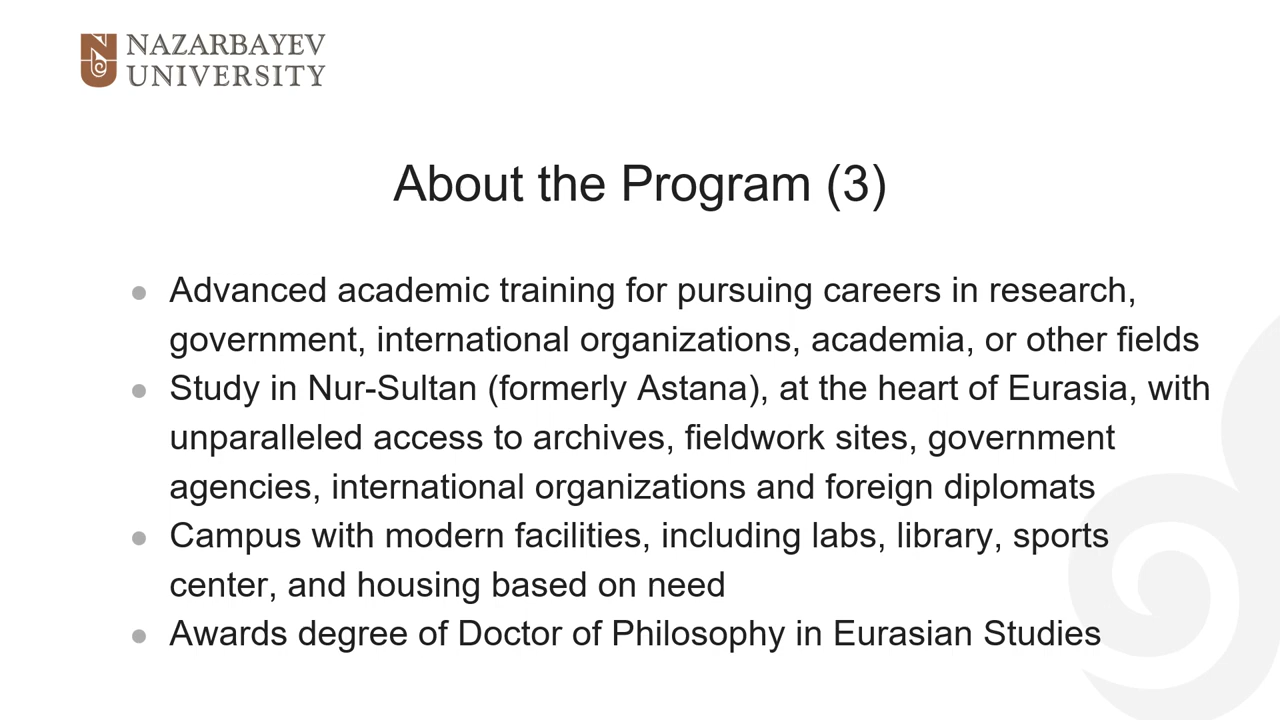 NAZARBAYEV
UNIVERSITY
About the Program (3)
● Advanced academic training for pursuing careers in research,
government, international organizations, academia, or other fields
● Study in Nur-Sultan (formerly Astana), at the heart of Eurasia, with
unparalleled access to archives, fieldwork sites, government
agencies, international organizations and foreign diplomats
● Campus with modern facilities, including labs, library, sports
center, and housing based on need
● Awards degree of Doctor of Philosophy in Eurasian Studies